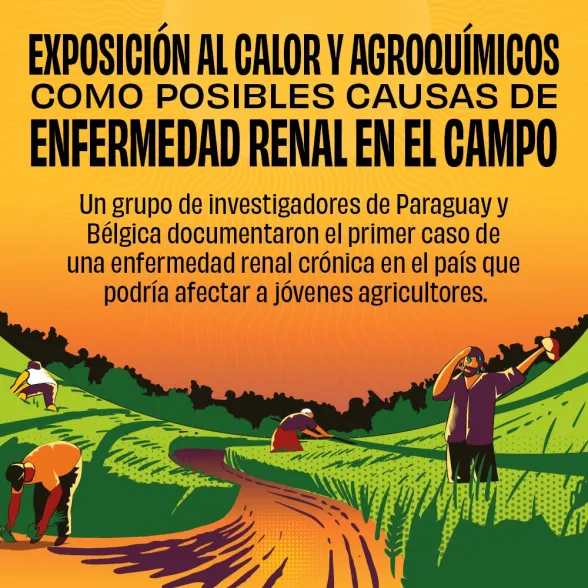 EXPOSICIÓN AL CALOR Y AGROQUÍMICOS
COMO POSIBLES CAUSAS DE
ENFERMEDAD RENAL EN EL CAMPO
Un grupo de investigadores de Paraguay y
Bélgica documentaron el primer caso de
una enfermedad renal crónica en el país que
podría afectar a jóvenes agricultores.